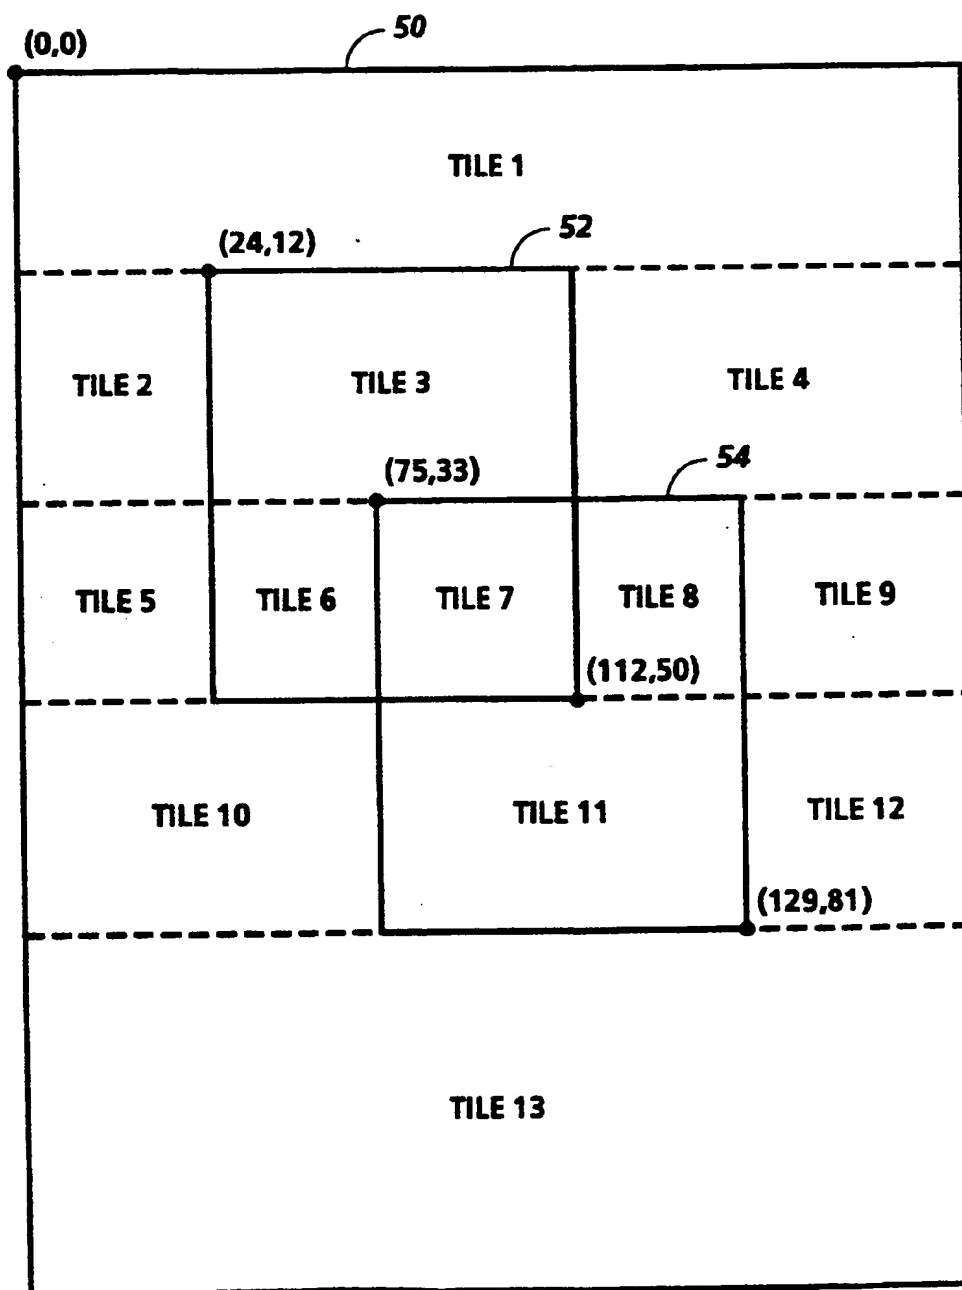 (0,0)
50
TILE 1
(24,12)
52
TILE 2
TILE 3
TILE 4
(75,33)
54
TILE 5
TILE 6
TILE 7
TILE 8
TILE 9
(112,50)
TILE 10
TILE 11
TILE 12
(129,81)
TILE 13